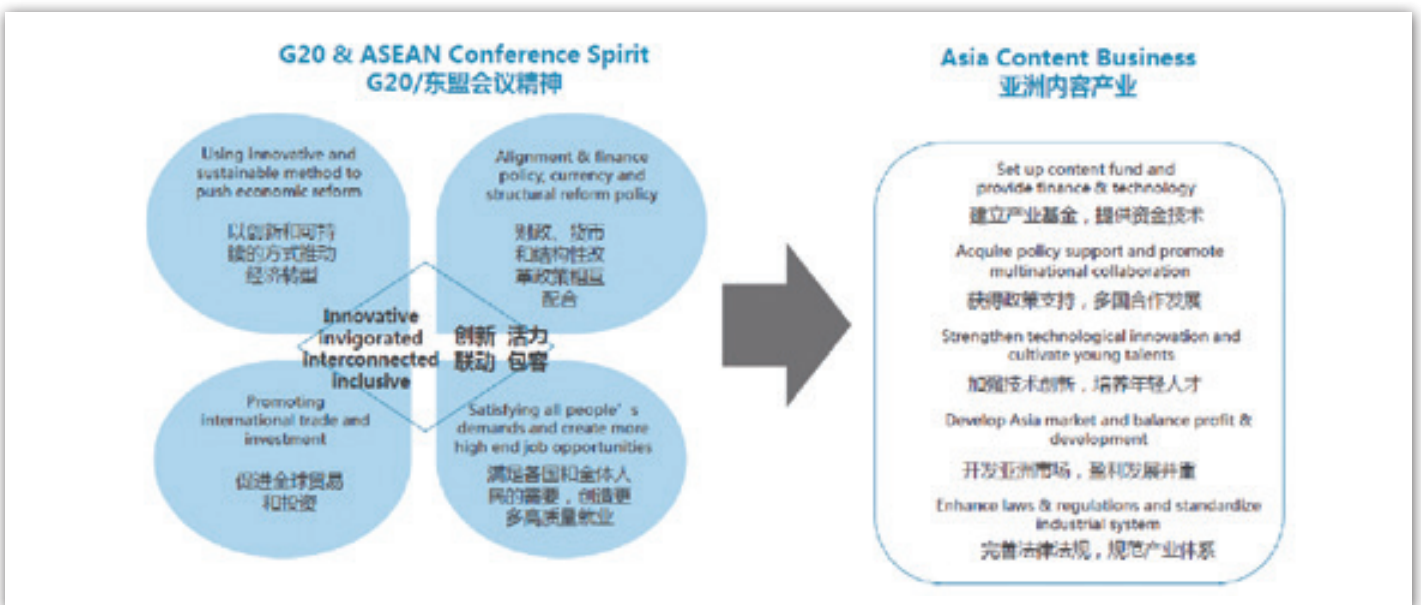 G20 & ASEAN Conference Spirit
G20/东盟会议精神
Using Innovative and
sustainable method to
push economic reform
以创新和可持
续的方式推动
经济转型
Alignment & finance
policy, currency and
structural reform policy
财政、货币
和结构性改
革政策相互
配合
Innovative
invigorated
interconnected
inclusive
创新 活力
联动 包容
Promoting
international trade and
investment
促进全球贸易
和投资
Satisfying all people's
demands and create more
high end job opportunities
满足各国和全体人
民的需要，创造更
多高质量就业
Asia Content Business
亚洲内容产业
Set up content fund and
provide finance & technology
建立产业基金，提供资金技术
Acquire policy support and promote
multinational collaboration
获得政策支持，多国合作发展
Strengthen technological innovation and
cultivate young talents
加强技术创新，培养年轻人才
Develop Asia market and balance profit &
development
开发亚洲市场，盈利发展并重
Enhance laws & regulations and standardize
industrial system
完善法律法规，规范产业体系